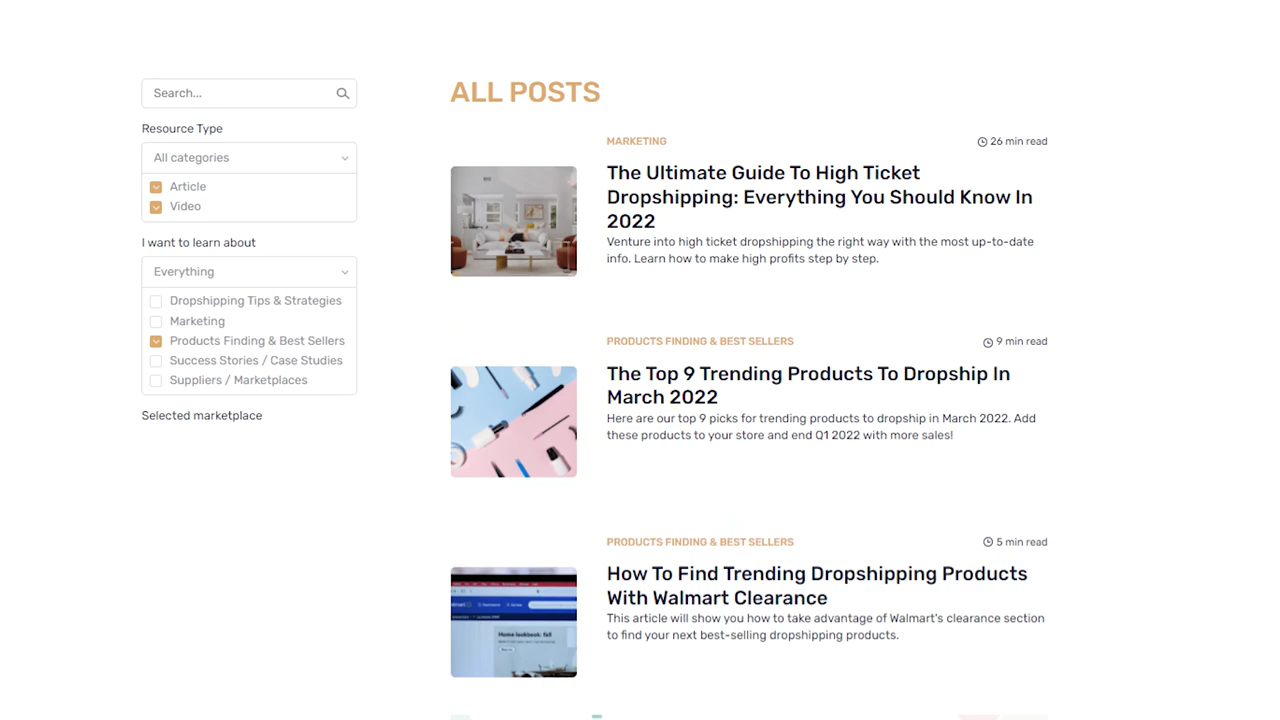 Search...
Resource Type
All categories
Article
Video
I want to learn about
Everything
Dropshipping Tips & Strategies
Marketing
Products Finding & Best Sellers
Success Stories / Case Studies
Suppliers / Marketplaces
Selected marketplace
ALL POSTS
MARKETING
26 min read
The Ultimate Guide To High Ticket
Dropshipping: Everything You Should Know In
2022
Venture into high ticket dropshipping the right way with the most up-to-date
info. Learn how to make high profits step by step.
PRODUCTS FINDING & BEST SELLERS
9 min read
The Top 9 Trending Products To Dropship In
March 2022
Here are our top 9 picks for trending products to dropship in March 2022. Add
these products to your store and end Q1 2022 with more sales!
PRODUCTS FINDING & BEST SELLERS
5 min read
How To Find Trending Dropshipping Products
With Walmart Clearance
This article will show you how to take advantage of Walmart's clearance section
to find your next best-selling dropshipping products.
Home lookbook: fall